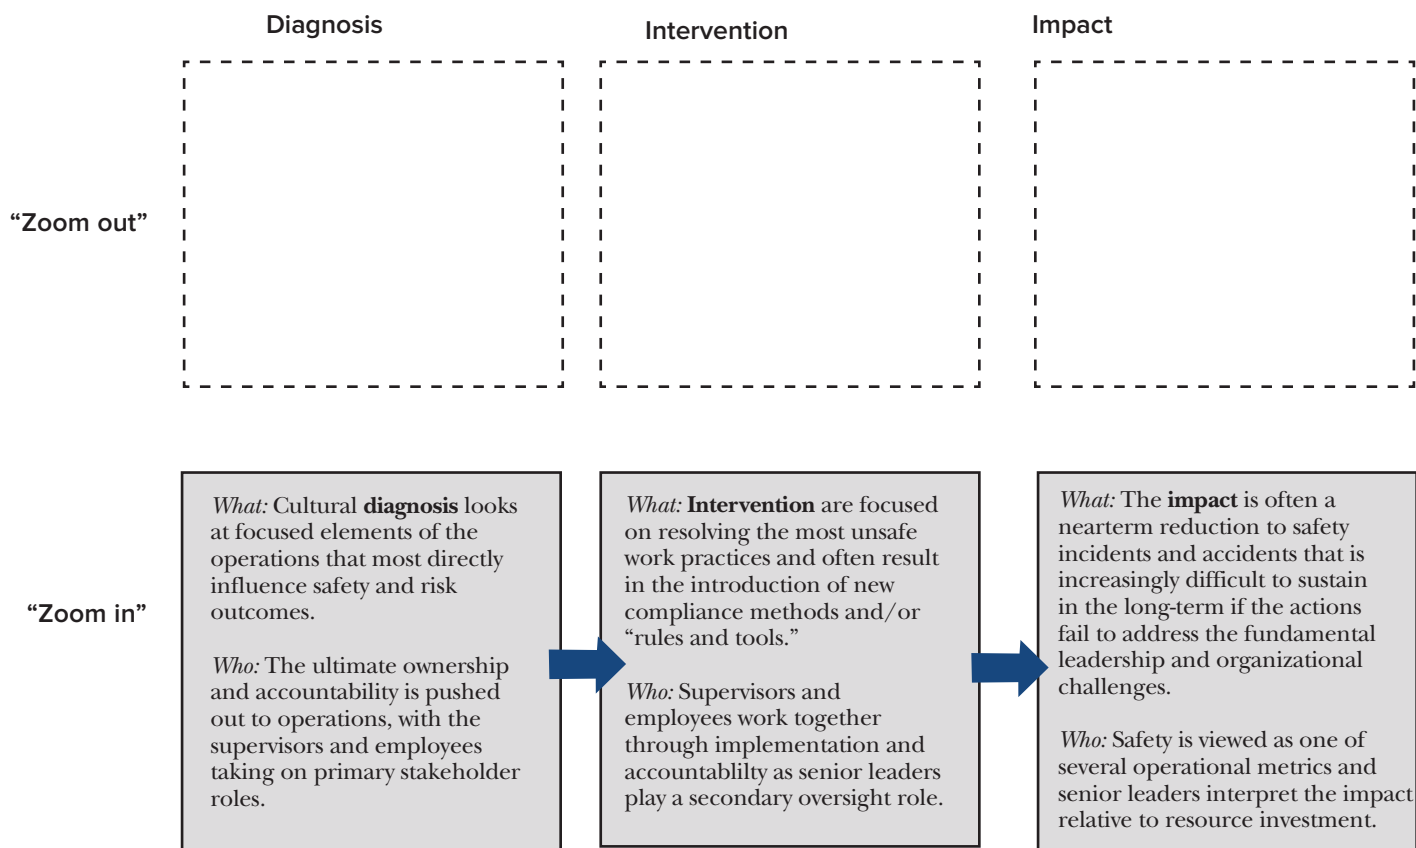 Diagnosis
Intervention
Impact
“Zoom out”
“Zoom in”
What: Cultural diagnosis looks
at focused elements of the
operations that most directly
influence safety and risk
outcomes.
Who: The ultimate ownership
and accountability is pushed
out to operations, with the
supervisors and employees
taking on primary stakeholder
roles.
What: Intervention are focused
on resolving the most unsafe
work practices and often result
in the introduction of new
compliance methods and/or
“rules and tools.”
Who: Supervisors and
employees work together
through implementation and
accountablilty as senior leaders
play a secondary oversight role.
What: The impact is often a
nearterm reduction to safety
incidents and accidents that is
increasingly difficult to sustain
in the long-term if the actions
fail to address the fundamental
leadership and organizational
challenges.
Who: Safety is viewed as one of
several operational metrics and
senior leaders interpret the impact
relative to resource investment.